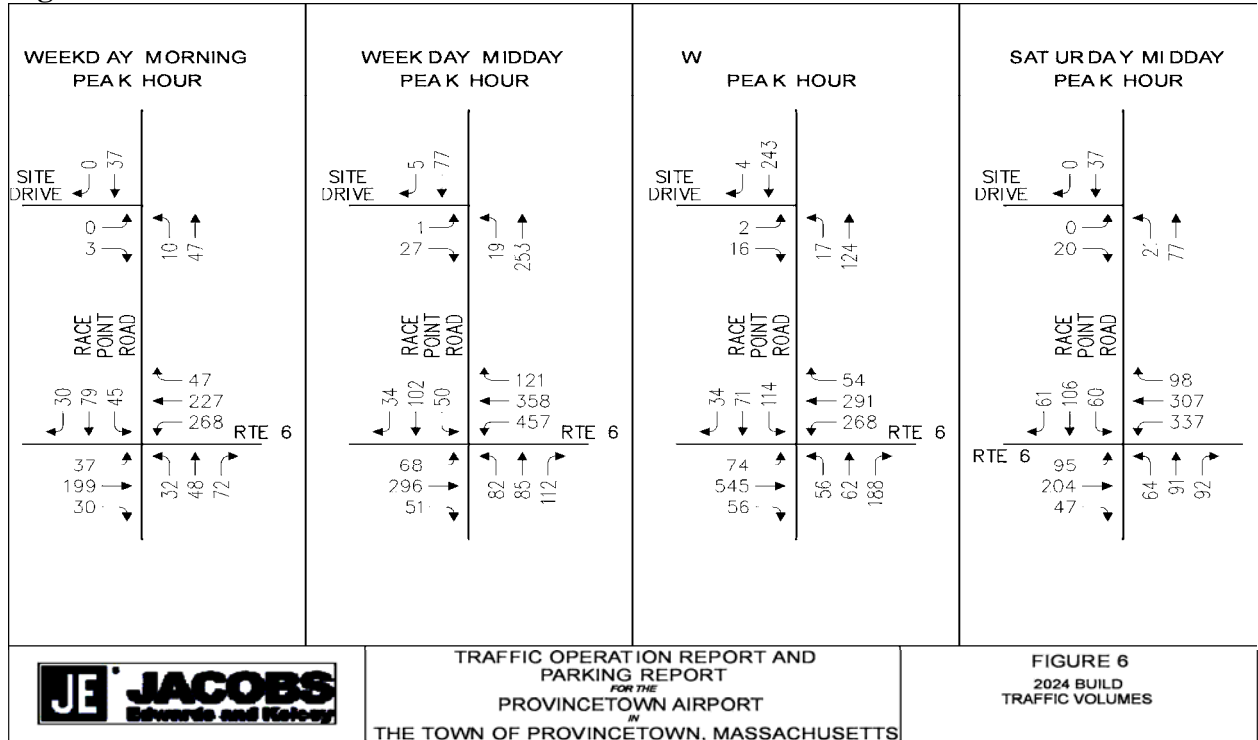 WEEKDAY MORNING
PEAK HOUR
0
37
SITE
DRIVE
0
3
10
47
RACE
POINT
ROAD
30
79
45
47
227
268
RTE 6
37
199
30
32
48
72
WEEKDAY MIDDAY
PEAK HOUR
5
77
SITE
DRIVE
1
27
19
253
RACE
POINT
ROAD
34
102
50
121
358
457
RTE 6
68
296
51
82
85
112
W
PEAK HOUR
4
243
SITE
DRIVE
2
16
17
124
RACE
POINT
ROAD
34
71
114
54
291
268
RTE 6
74
545
56
56
62
188
SATURDAY MIDDAY
PEAK HOUR
0
37
SITE
DRIVE
0
20
77
RACE
POINT
ROAD
61
106
60
98
307
337
RTE 6
95
204
47
64
91
92
JE JACOBS
Edwards and Kelcey
TRAFFIC OPERATION REPORT AND
PARKING REPORT
FOR THE
PROVINCETOWN AIRPORT
IN
THE TOWN OF PROVINCETOWN, MASSACHUSETTS
FIGURE 6
2024 BUILD
TRAFFIC VOLUMES